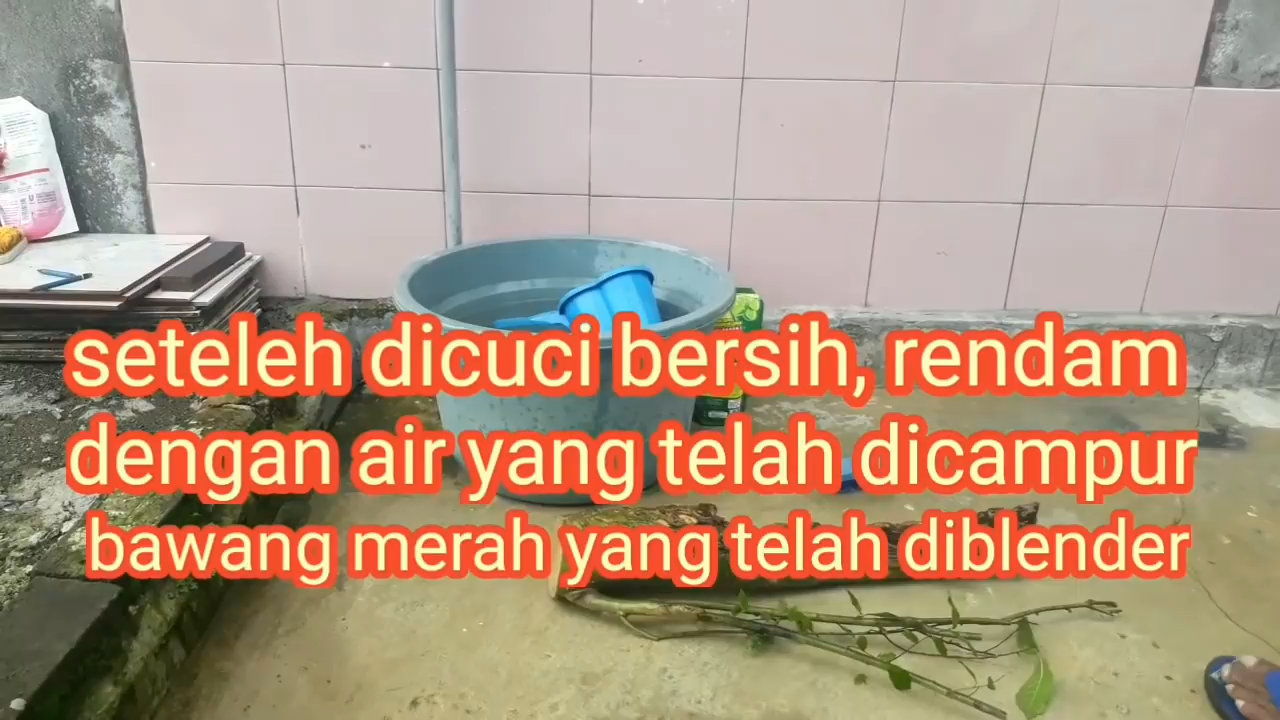 seteleh dicuci bersih, rendam
dengan air yang telah dicampur
bawang merah yang telah diblender